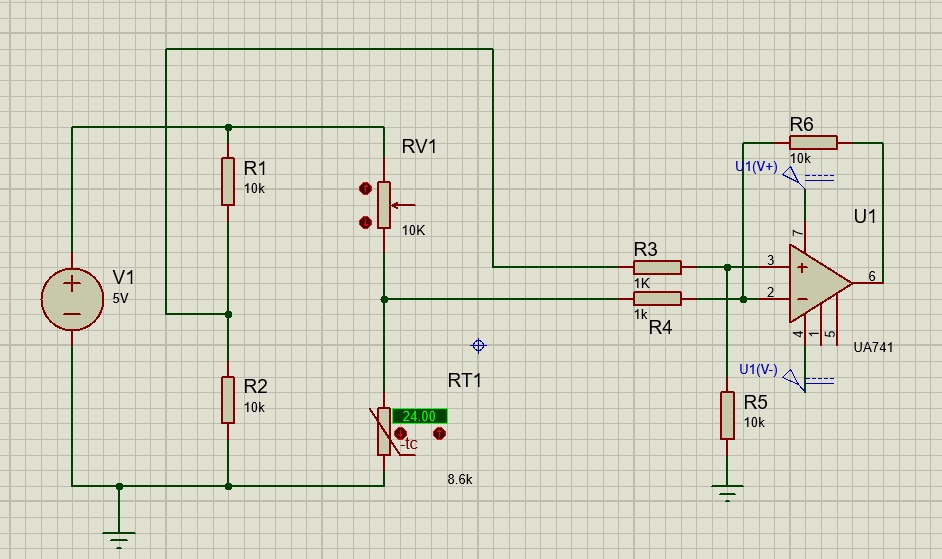 R6
10k
RV1
U1(V+)
R1
10k
U1
10K
7
R3
3
V1
6
1K
5V
2
1k
R4
4
1
5
UA741
U1(V-)
RT1
R2
10k
R5
24.00
10k
-tc
8.6k